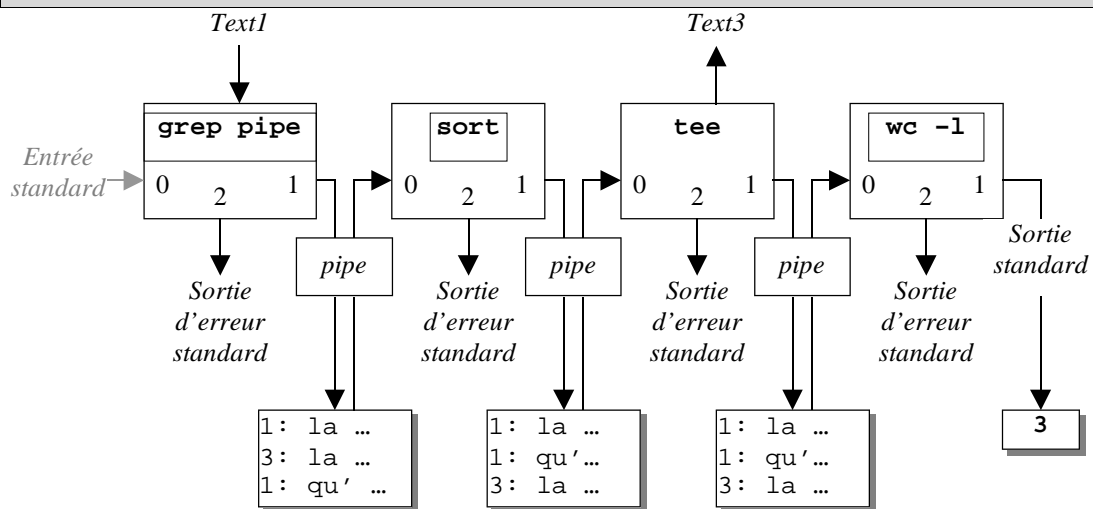 Text1
Text3
grep pipe
sort
tee
wc –l
Entrée
standard
0
2
1
0
2
1
0
2
1
0
2
1
pipe
pipe
pipe
Sortie
standard
Sortie
d’erreur
standard
Sortie
d’erreur
standard
Sortie
d’erreur
standard
Sortie
d’erreur
standard
1: la …
3: la …
1: qu’ …
1: la …
1: qu’…
3: la …
1: la …
1: qu’…
3: la …
3